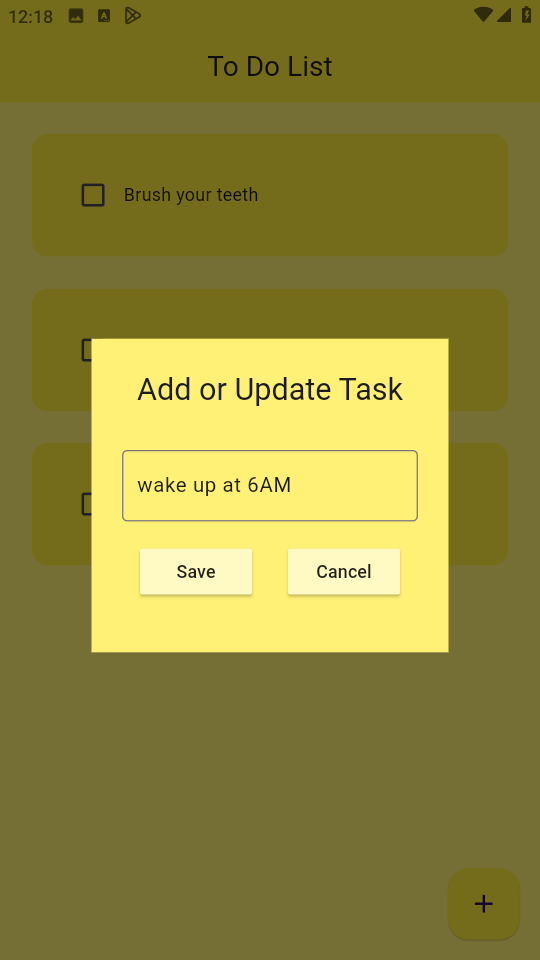 12:18
To Do List
Brush your teeth
Add or Update Task
wake up at 6AM
Save
Cancel